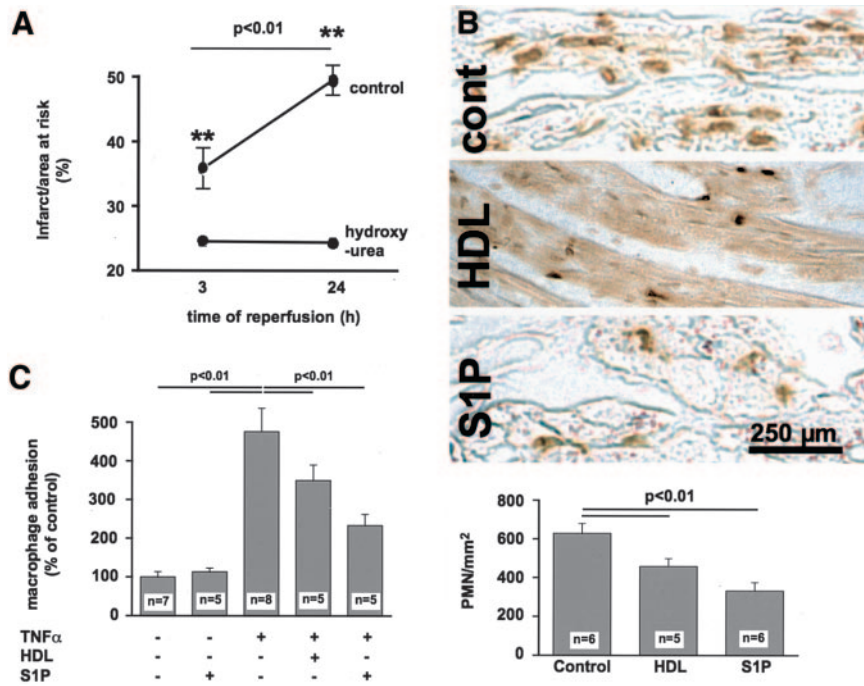 A
p<0.01
**
**
50
40
30
20
control
hydroxy
-urea
Infarct/area at risk
(%)
3
24
time of reperfusion (h)
B
cont
HDL
S1P
250 µm
p<0.01
800
600
400
200
0
PMN/mm2
n=6
n=5
n=6
Control
HDL
S1P
C
p<0.01
p<0.01
500
400
300
200
100
0
macrophage adhesion
(% of control)
n=7
n=5
n=8
n=5
n=5
TNFα - - + + +
HDL - - - + -
S1P - + - - +